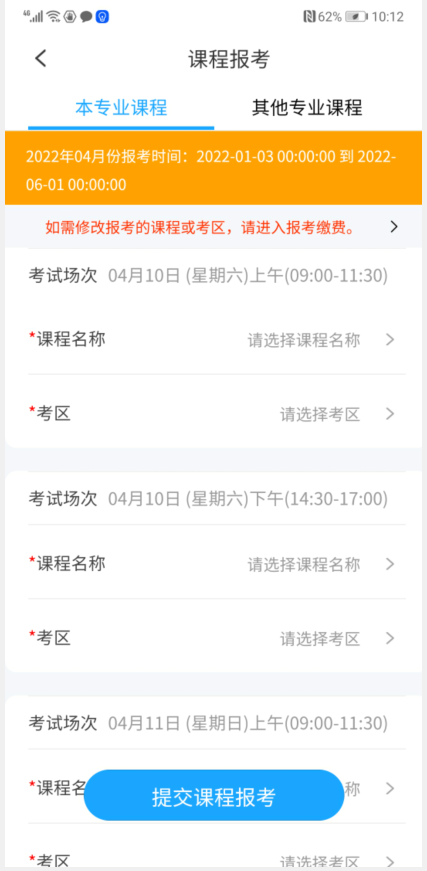 46 62% 10:12
课程报考
本专业课程 其他专业课程
2022年04月份报考时间：2022-01-03 00:00:00 到 2022-
06-01 00:00:00
如需修改报考的课程或考区，请进入报考缴费。
考试场次 04月10日 (星期六)上午(09:00-11:30)
*课程名称 请选择课程名称
*考区 请选择考区
考试场次 04月10日 (星期六)下午(14:30-17:00)
*课程名称 请选择课程名称
*考区 请选择考区
考试场次 04月11日 (星期日)上午(09:00-11:30)
*课程名 称
提交课程报考
*考区 请选择考区